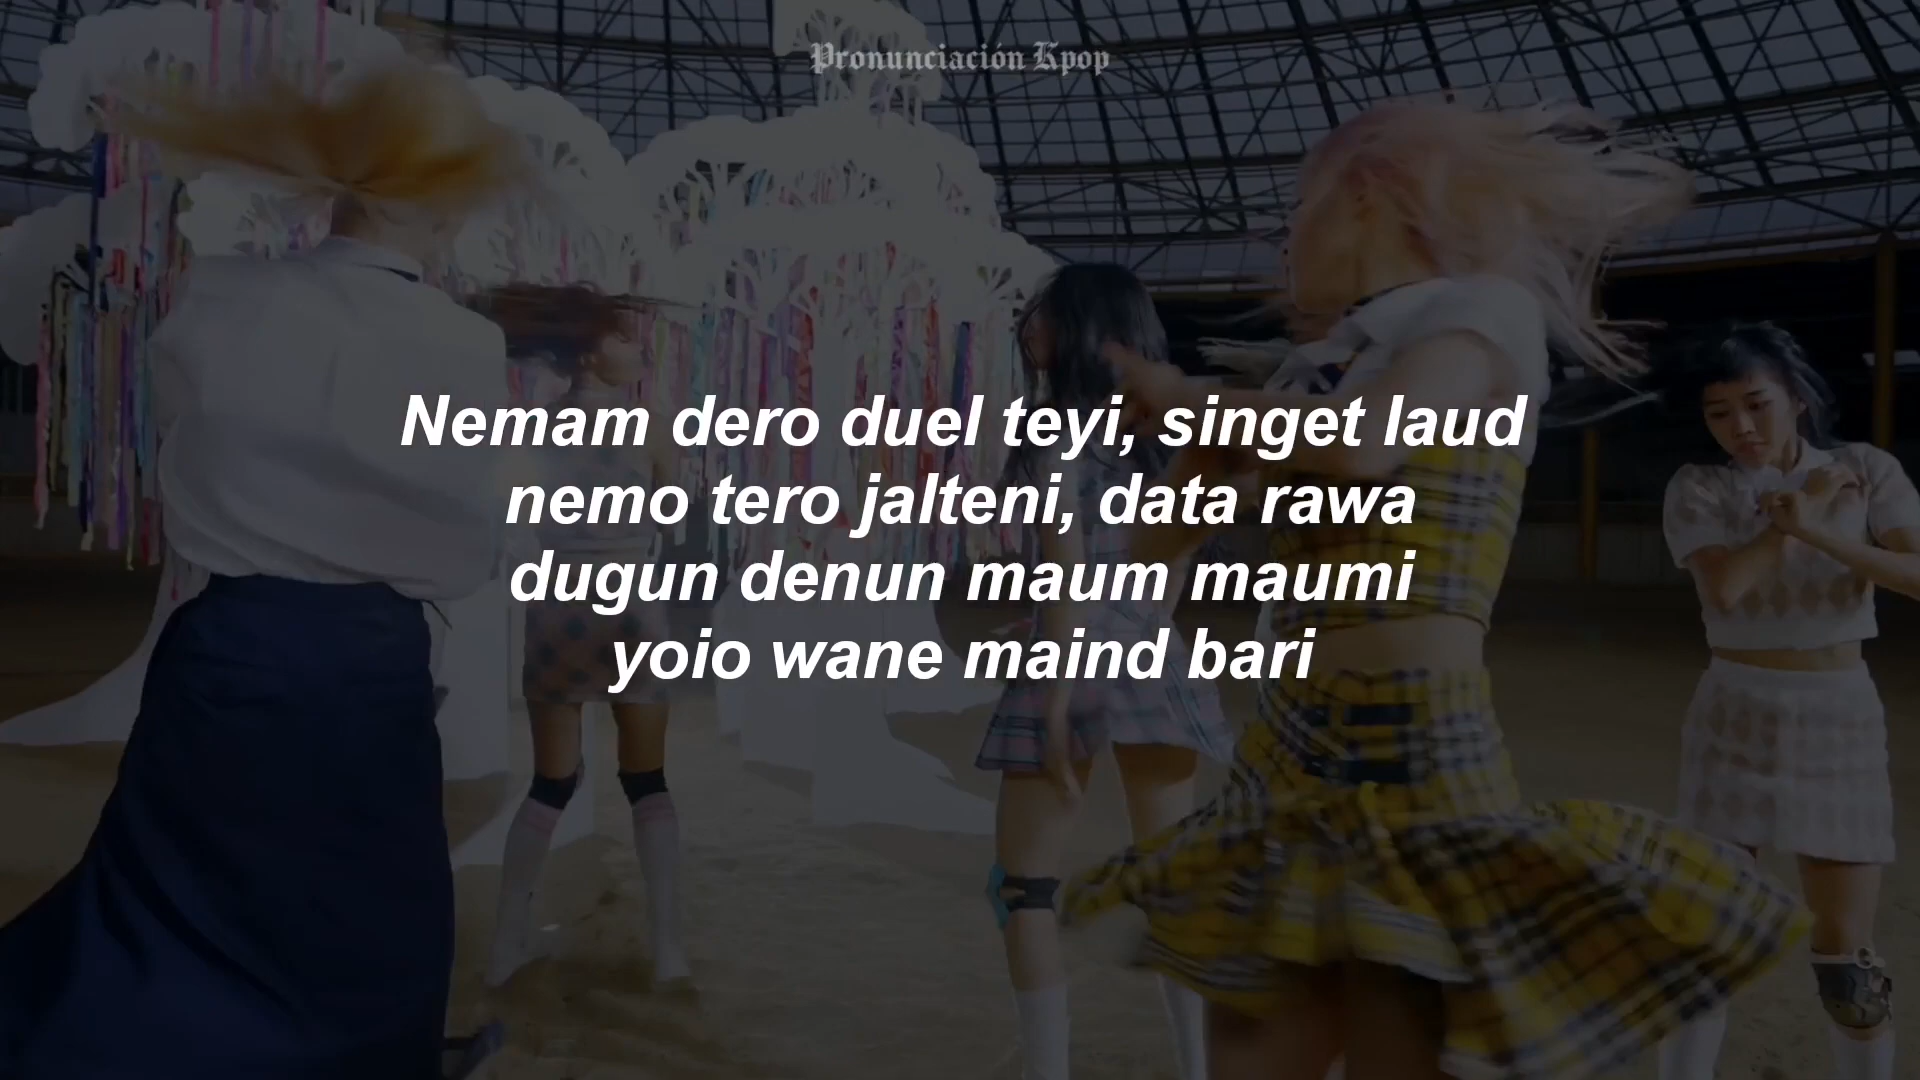 Pronunciación Kpop
Nemam dero duel teyi, singet laud
nemo tero jalteni, data rawa
dugun denun maum maumi
yoio wane maind bari